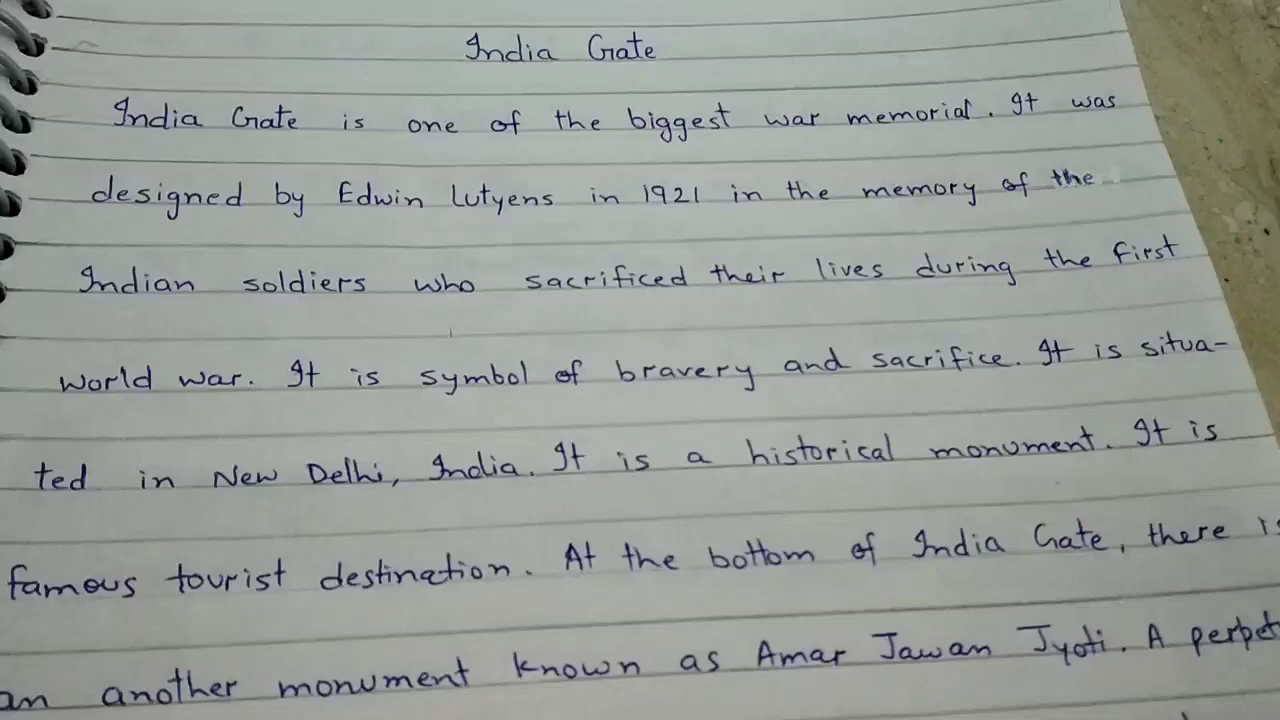 India Gate
India Gate is one of the biggest war memorial. It was
designed by Edwin Lutyens in 1921 in the memory of the
Indian soldiers who sacrificed their lives during the first
world war. It is symbol of bravery and sacrifice. It is situa-
ted in New Delhi, India. It is a historical monument. It is
famous tourist destination. At the bottom of India Gate, there is
an another monument known as Amar Jawan Jyoti. A perpet